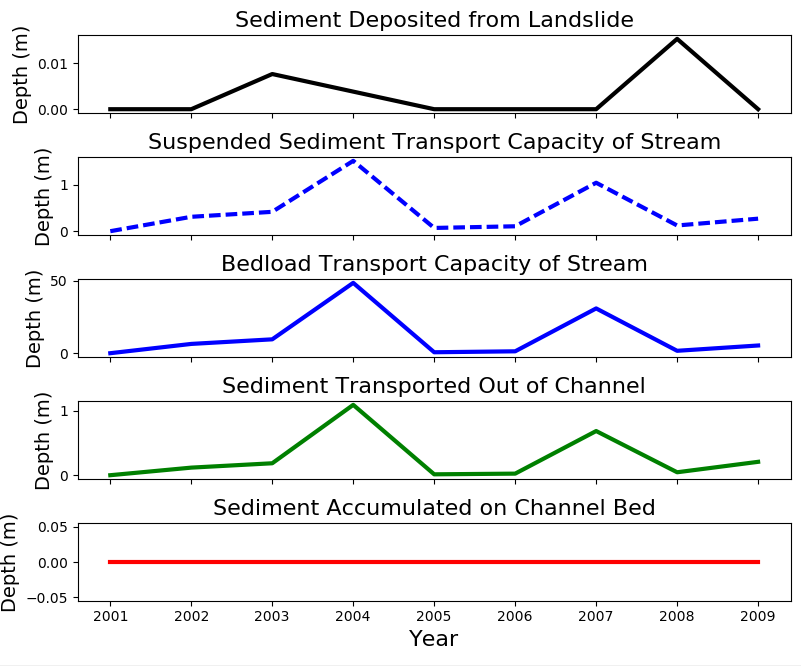 Sediment Deposited from Landslide
Depth (m)
0.01
0.00
Suspended Sediment Transport Capacity of Stream
Depth (m)
1
0
Bedload Transport Capacity of Stream
Depth (m)
50
0
Sediment Transported Out of Channel
Depth (m)
1
0
Sediment Accumulated on Channel Bed
Depth (m)
0.05
0.00
−0.05
2001 2002 2003 2004 2005 2006 2007 2008 2009
Year